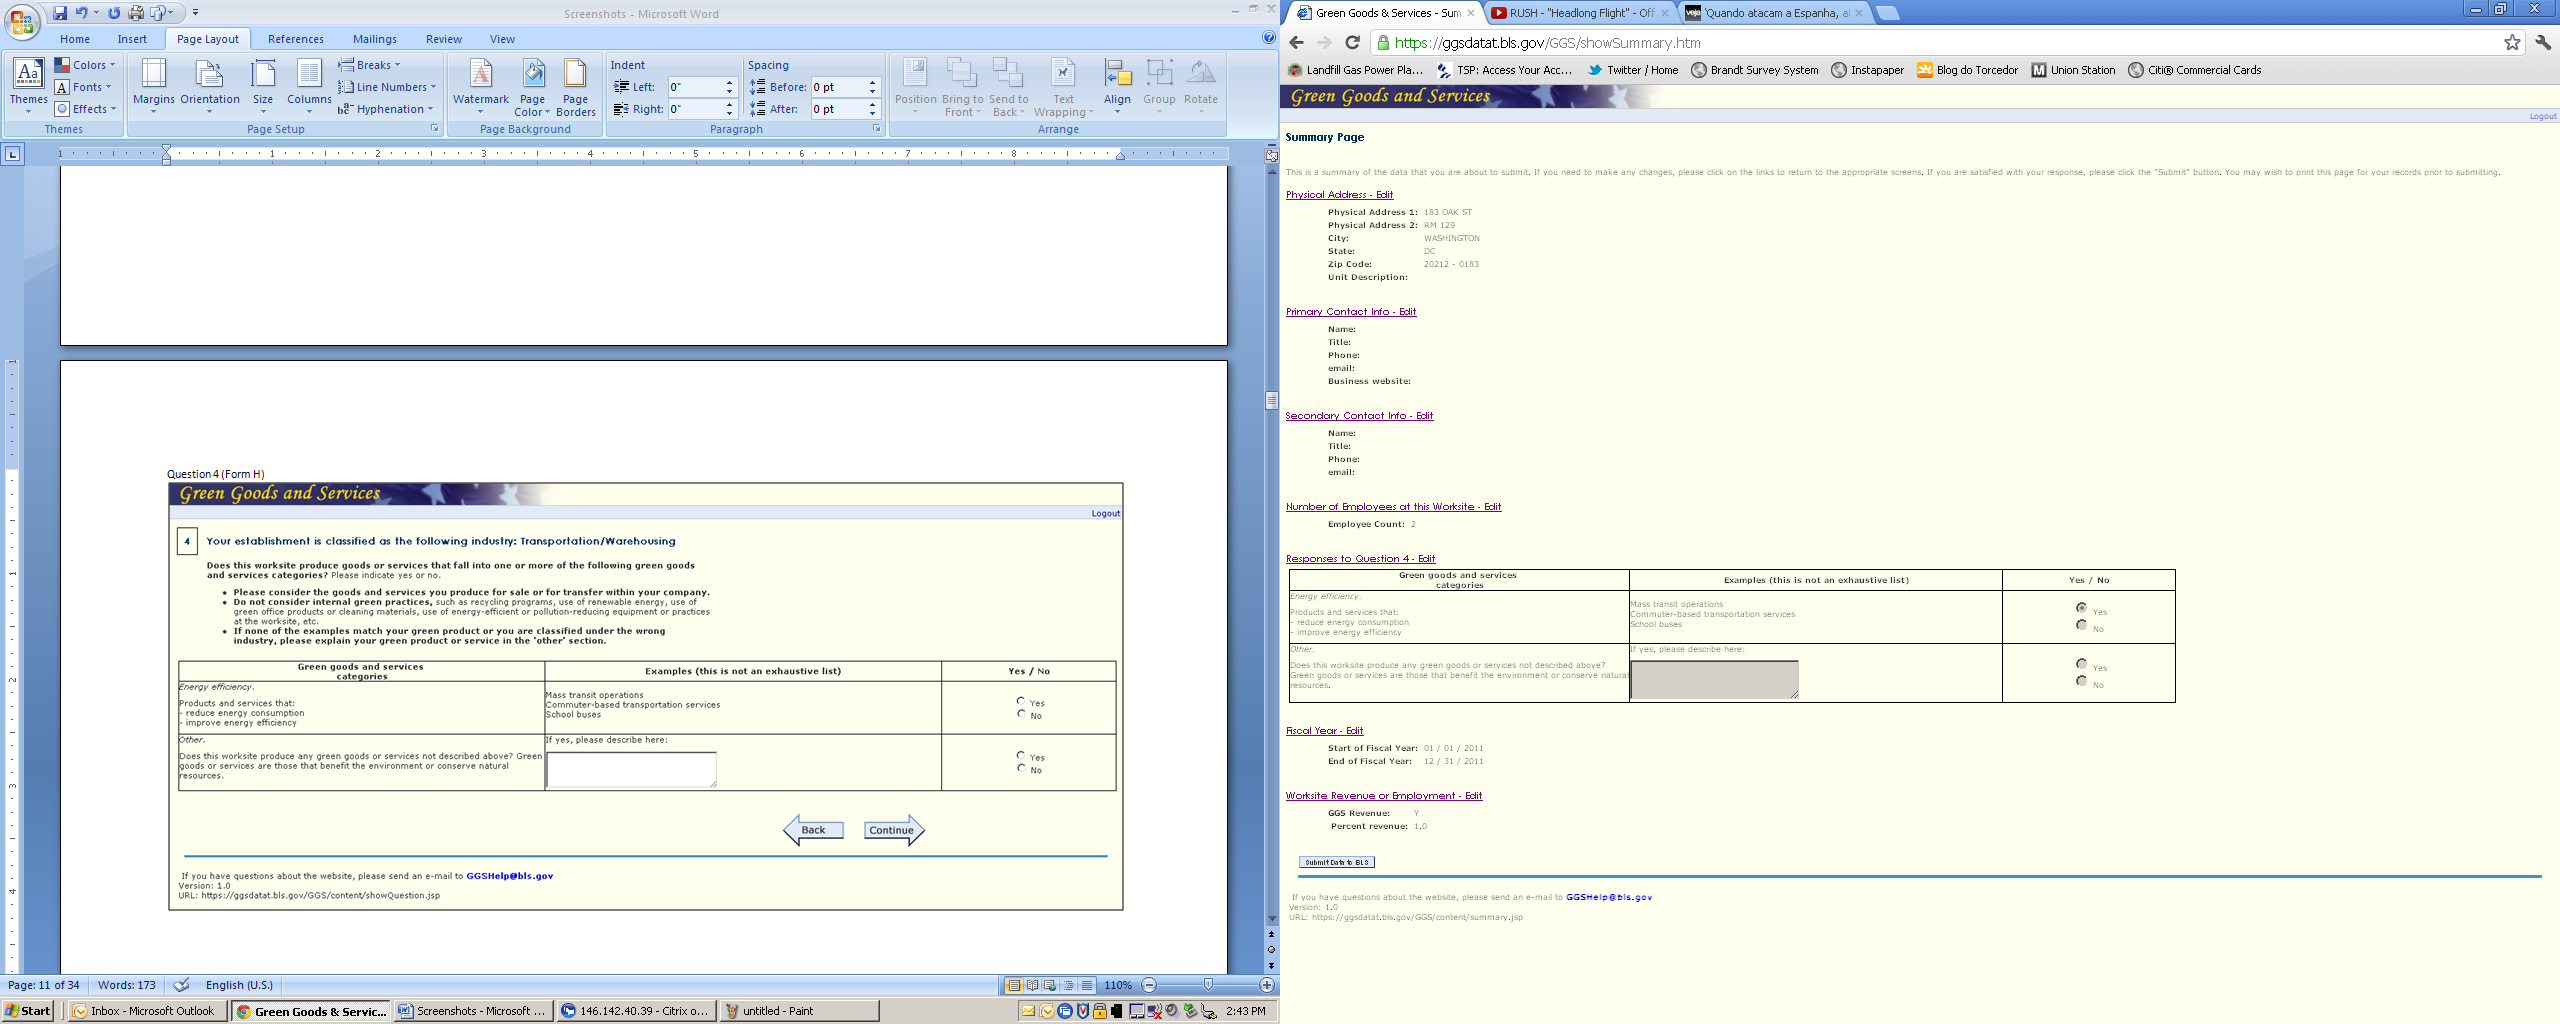 Screenshots - Microsoft Word
Home Insert Page Layout References Mailings Review View
Themes
Colors
Fonts
Effects
Themes
Margins Orientation Size Columns
Breaks
Line Numbers
Hyphenation
Page Setup
Watermark Page Color Page Borders
Page Background
Indent
Left: 0"
Right: 0"
Spacing
Before: 0 pt
After: 0 pt
Paragraph
Position Bring to Front Send to Back Text Wrapping Align Group Rotate
Arrange
1 1 2 3 4 5 6 7 8
Question 4 (Form H)
Green Goods and Services
Logout
4 Your establishment is classified as the following industry: Transportation/Warehousing
Does this worksite produce goods or services that fall into one or more of the following green goods
and services categories? Please indicate yes or no.
• Please consider the goods and services you produce for sale or for transfer within your company.
• Do not consider internal green practices, such as recycling programs, use of renewable energy, use of
green office products or cleaning materials, use of energy-efficient or pollution-reducing equipment or practices
at the worksite, etc.
• If none of the examples match your green product or you are classified under the wrong
industry, please explain your green product or service in the 'other' section.
Green goods and services
categories
Examples (this is not an exhaustive list)
Yes / No
Energy efficiency.
Products and services that:
- reduce energy consumption
- improve energy efficiency
Mass transit operations
Commuter-based transportation services
School buses
Yes
No
Other.
Does this worksite produce any green goods or services not described above? Green
goods or services are those that benefit the environment or conserve natural
resources.
If yes, please describe here:
Yes
No
Back Continue
If you have questions about the website, please send an e-mail to GGSHelp@bls.gov
Version: 1.0
URL: https://ggsdatat.bls.gov/GGS/content/showQuestion.jsp
Page: 11 of 34 Words: 173 English (U.S.) 110%
Start Inbox - Microsoft Outlook Green Goods & Servic... Screenshots - Microsoft ... 146.142.40.39 - Citrix o... untitled - Paint 2:43 PM
Green Goods & Services - Sum RUSH - "Headlong Flight" - Off veja 'Quando atacam a Espanha, a
https://ggsdatat.bls.gov/GGS/showSummary.htm
Landfill Gas Power Pla... TSP: Access Your Acc... Twitter / Home Brandt Survey System Instapaper Blog do Torcedor M Union Station Citi® Commercial Cards
Green Goods and Services
Logout
Summary Page
This is a summary of the data that you are about to submit. If you need to make any changes, please click on the links to return to the appropriate screens. If you are satisfied with your response, please click the "Submit" button. You may wish to print this page for your records prior to submitting.
Physical Address - Edit
Physical Address 1: 183 OAK ST
Physical Address 2: RM 129
City: WASHINGTON
State: DC
Zip Code: 20212 - 0183
Unit Description:
Primary Contact Info - Edit
Name:
Title:
Phone:
email:
Business website:
Secondary Contact Info - Edit
Name:
Title:
Phone:
email:
Number of Employees at this Worksite - Edit
Employee Count: 2
Responses to Question 4 - Edit
Green goods and services
categories
Examples (this is not an exhaustive list)
Yes / No
Energy efficiency.
Products and services that:
- reduce energy consumption
- improve energy efficiency
Mass transit operations
Commuter-based transportation services
School buses
Yes
No
Other.
Does this worksite produce any green goods or services not described above?
Green goods or services are those that benefit the environment or conserve natural
resources.
If yes, please describe here:
Yes
No
Fiscal Year - Edit
Start of Fiscal Year: 01 / 01 / 2011
End of Fiscal Year: 12 / 31 / 2011
Worksite Revenue or Employment - Edit
GGS Revenue: Y
Percent revenue: 1.0
Submit Data to BLS
If you have questions about the website, please send an e-mail to GGSHelp@bls.gov
Version: 1.0
URL: https://ggsdatat.bls.gov/GGS/content/summary.jsp